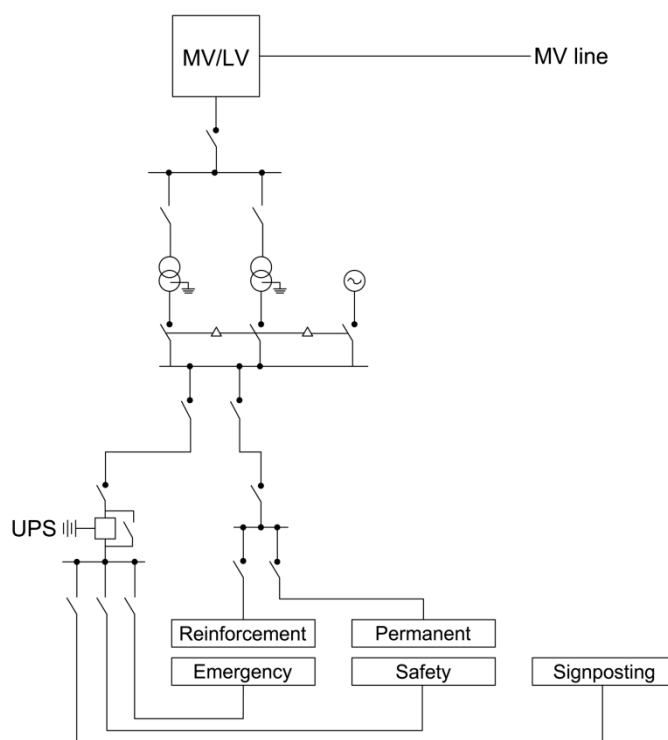 MV/LV
MV line
UPS
Reinforcement
Permanent
Emergency
Safety
Signposting